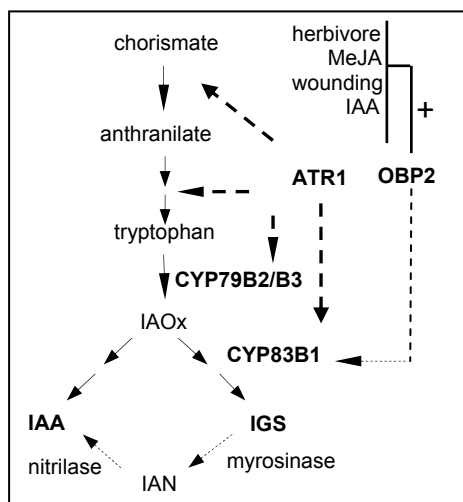 chorismate
herbivore
MeJA
wounding
IAA
+
anthranilate
ATR1
OBP2
tryptophan
CYP79B2/B3
IAOx
CYP83B1
IAA
IGS
nitrilase
myrosinase
IAN